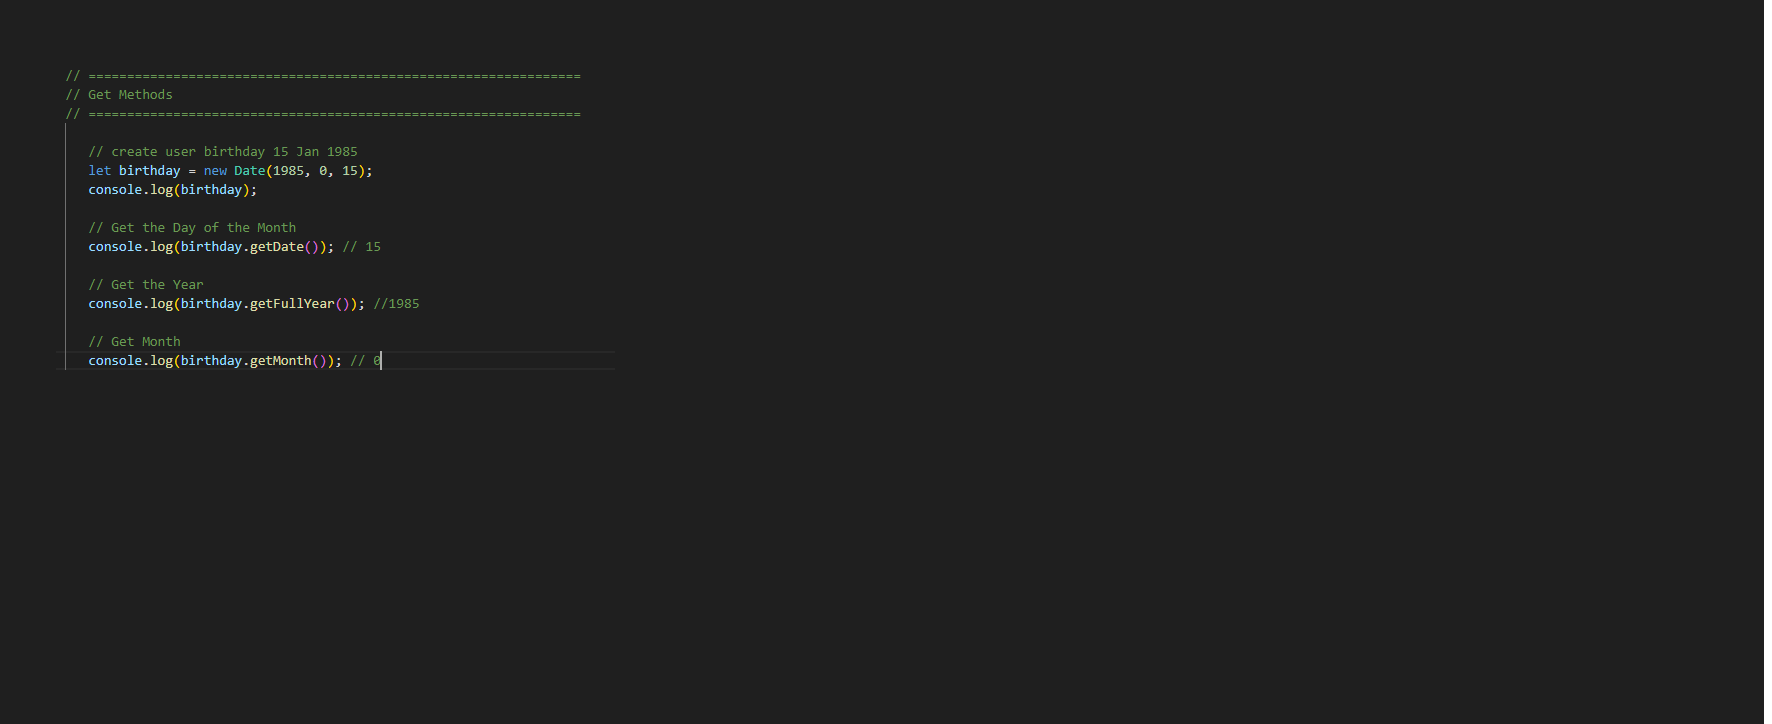 // ================================================================
// Get Methods
// ================================================================
// create user birthday 15 Jan 1985
let birthday = new Date(1985, 0, 15);
console.log(birthday);
// Get the Day of the Month
console.log(birthday.getDate()); // 15
// Get the Year
console.log(birthday.getFullYear()); //1985
// Get Month
console.log(birthday.getMonth()); // 0